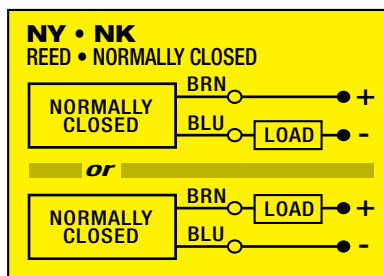 NY • NK
REED • NORMALLY CLOSED
NORMALLY
CLOSED
BRN
+
BLU
LOAD
-
or
NORMALLY
CLOSED
BRN
LOAD
+
BLU
-